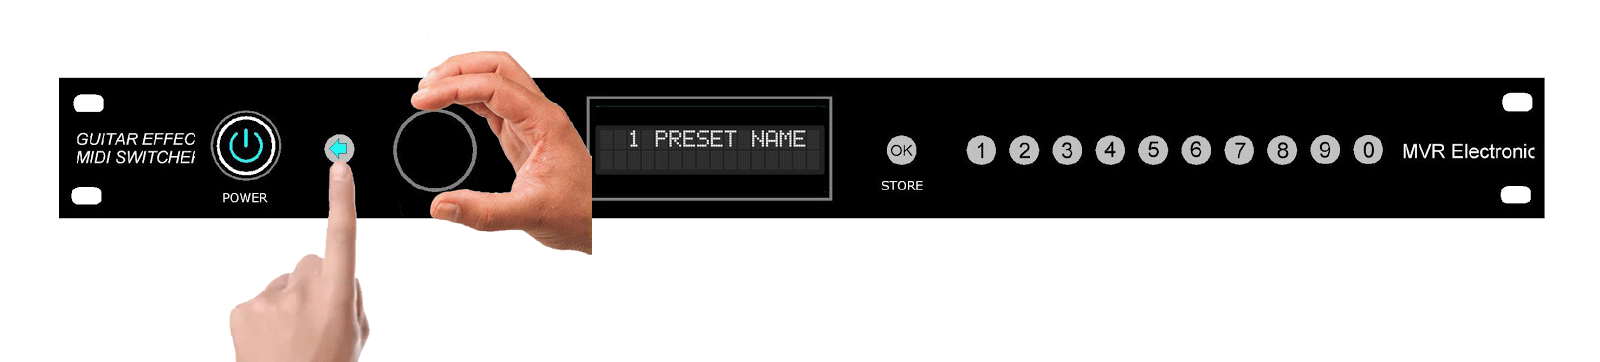 GUITAR EFFEC
MIDI SWITCHER
POWER
1 PRESET NAME
OK
STORE
1 2 3 4 5 6 7 8 9 0
MVR Electronic